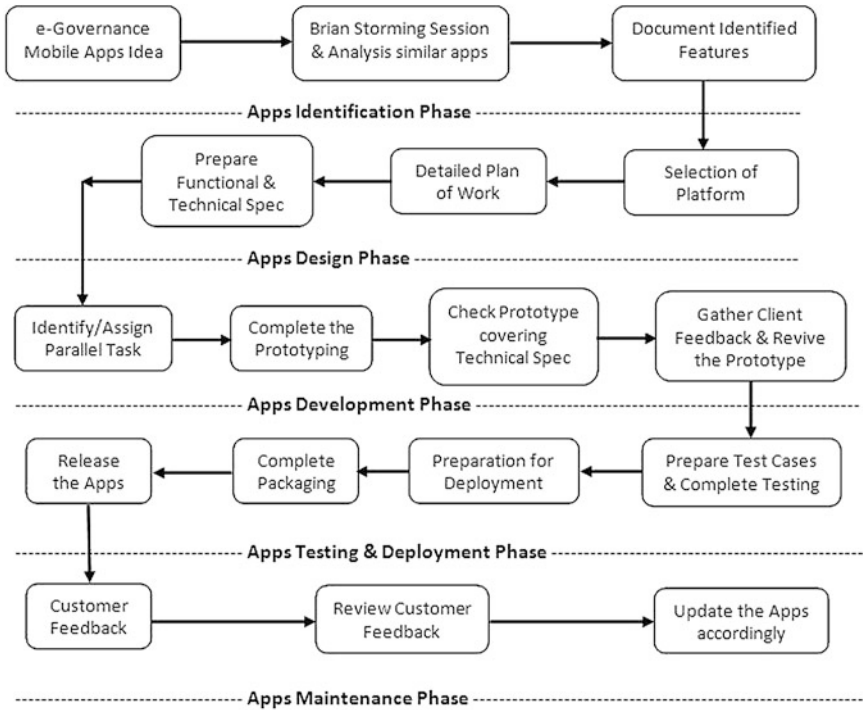 e-Governance
Mobile Apps Idea
Brian Storming Session
& Analysis similar apps
Document Identified
Features
Apps Identification Phase
Prepare
Functional &
Technical Spec
Detailed Plan
of Work
Selection of
Platform
Apps Design Phase
Identify/Assign
Parallel Task
Complete the
Prototyping
Check Prototype
covering
Technical Spec
Gather Client
Feedback & Revive
the Prototype
Apps Development Phase
Release
the Apps
Complete
Packaging
Preparation for
Deployment
Prepare Test Cases
& Complete Testing
Apps Testing & Deployment Phase
Customer
Feedback
Review Customer
Feedback
Update the Apps
accordingly
Apps Maintenance Phase